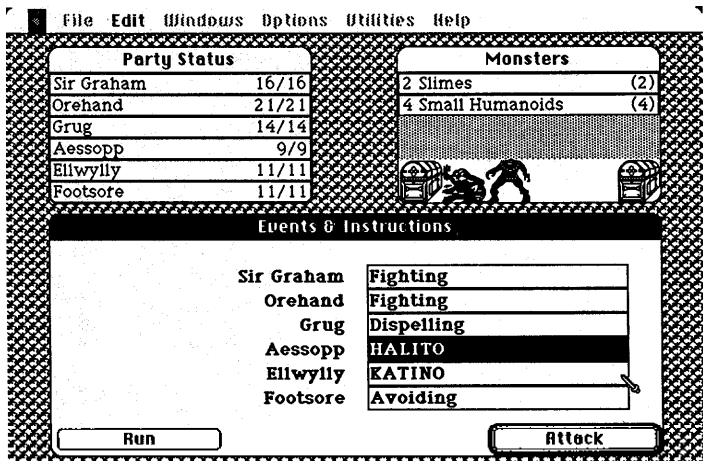 File Edit Windows Options Utilities Help
Party Status
Sir Graham 16/16
Orehand 21/21
Grug 14/14
Aessopp 9/9
Ellwylly 11/11
Footsore 11/11
Monsters
2 Slimes (2)
4 Small Humanoids (4)
Events & Instructions
Sir Graham Fighting
Orehand Fighting
Grug Dispelling
Aessopp HALITO
Ellwylly KATINO
Footsore Avoiding
Run Attack